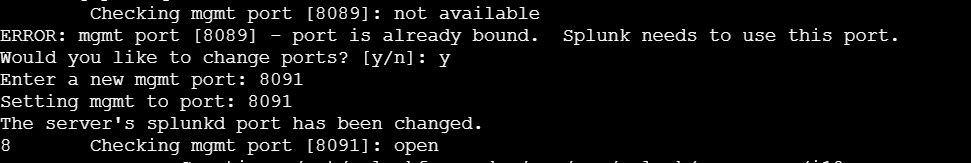 Checking mgmt port [8089]: not available
ERROR: mgmt port [8089] - port is already bound.  Splunk needs to use this port.
Would you like to change ports? [y/n]: y
Enter a new mgmt port: 8091
Setting mgmt to port: 8091
The server's splunkd port has been changed.
8       Checking mgmt port [8091]: open